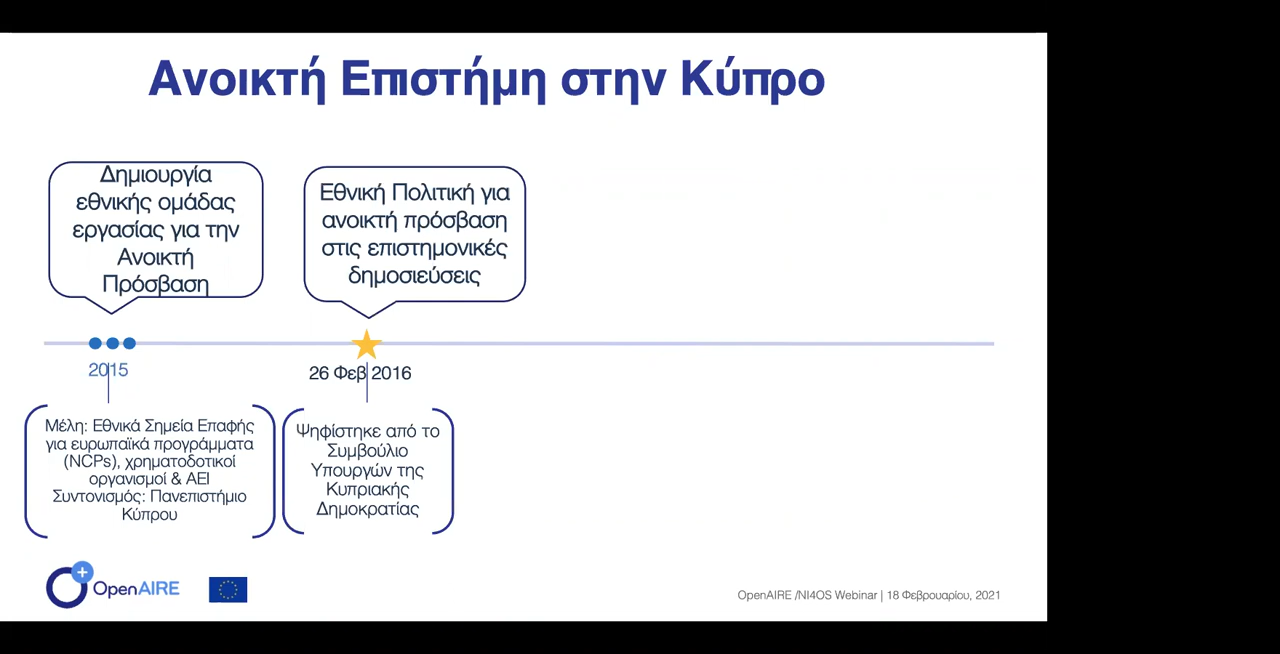 Ανοικτή Επιστήμη στην Κύπρο
Δημιουργία
εθνικής ομάδας
εργασίας για την
Ανοικτή
Πρόσβαση
Εθνική Πολιτική για
ανοικτή πρόσβαση
στις επιστημονικές
δημοσιεύσεις
2015
26 Φεβ 2016
Μέλη: Εθνικά Σημεία Επαφής
για ευρωπαϊκά προγράμματα
(NCPs), χρηματοδοτικοί
οργανισμοί & ΑΕΙ
Συντονισμός: Πανεπιστήμιο
Κύπρου
Ψηφίστηκε από το
Συμβούλιο
Υπουργών της
Κυπριακής
Δημοκρατίας
OpenAIRE
OpenAIRE /NI4OS Webinar | 18 Φεβρουαρίου, 2021